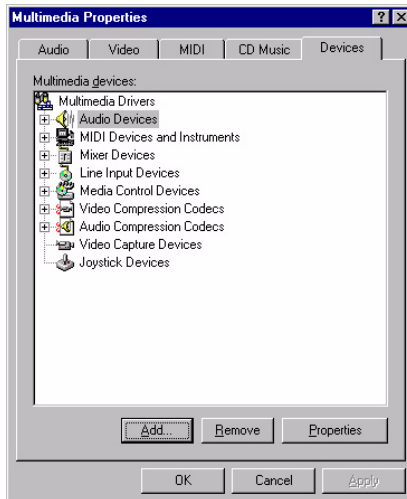 Multimedia Properties
Audio Video MIDI CD Music Devices
Multimedia devices:
Multimedia Drivers
Audio Devices
MIDI Devices and Instruments
Mixer Devices
Line Input Devices
Media Control Devices
Video Compression Codecs
Audio Compression Codecs
Video Capture Devices
Joystick Devices
Add... Remove Properties
OK Cancel Apply